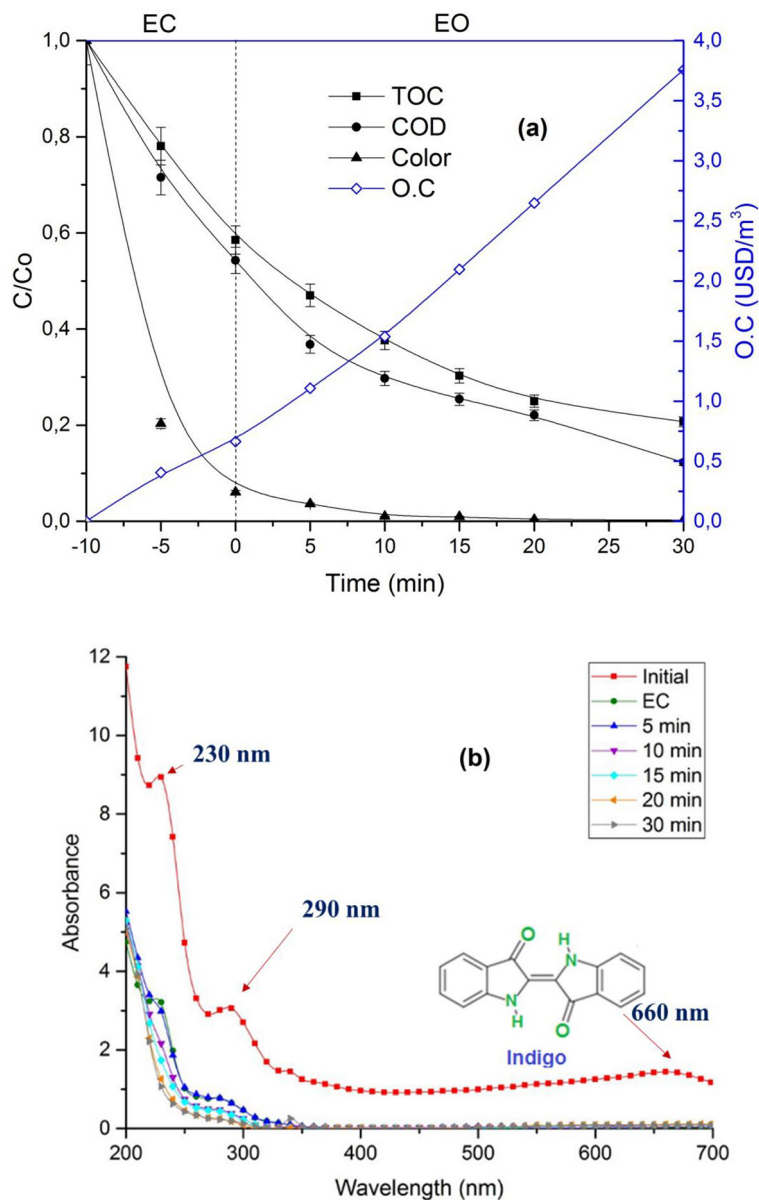 EC EO
1,0 4,0
TOC
COD
Color
O.C
(a)
3,5
0,8
3,0
0,6
2,5
2,0
0,4
1,5
1,0
0,2
0,5
0,0 0,0
C/Co
O.C (USD/m³)
-10 -5 0 5 10 15 20 30
Time (min)
12
10
8
6
4
2
0
Absorbance
230 nm
(b)
Initial
EC
5 min
10 min
15 min
20 min
30 min
290 nm
O
H
N
N
H
O
660 nm
Indigo
200 300 400 500 600 700
Wavelength (nm)